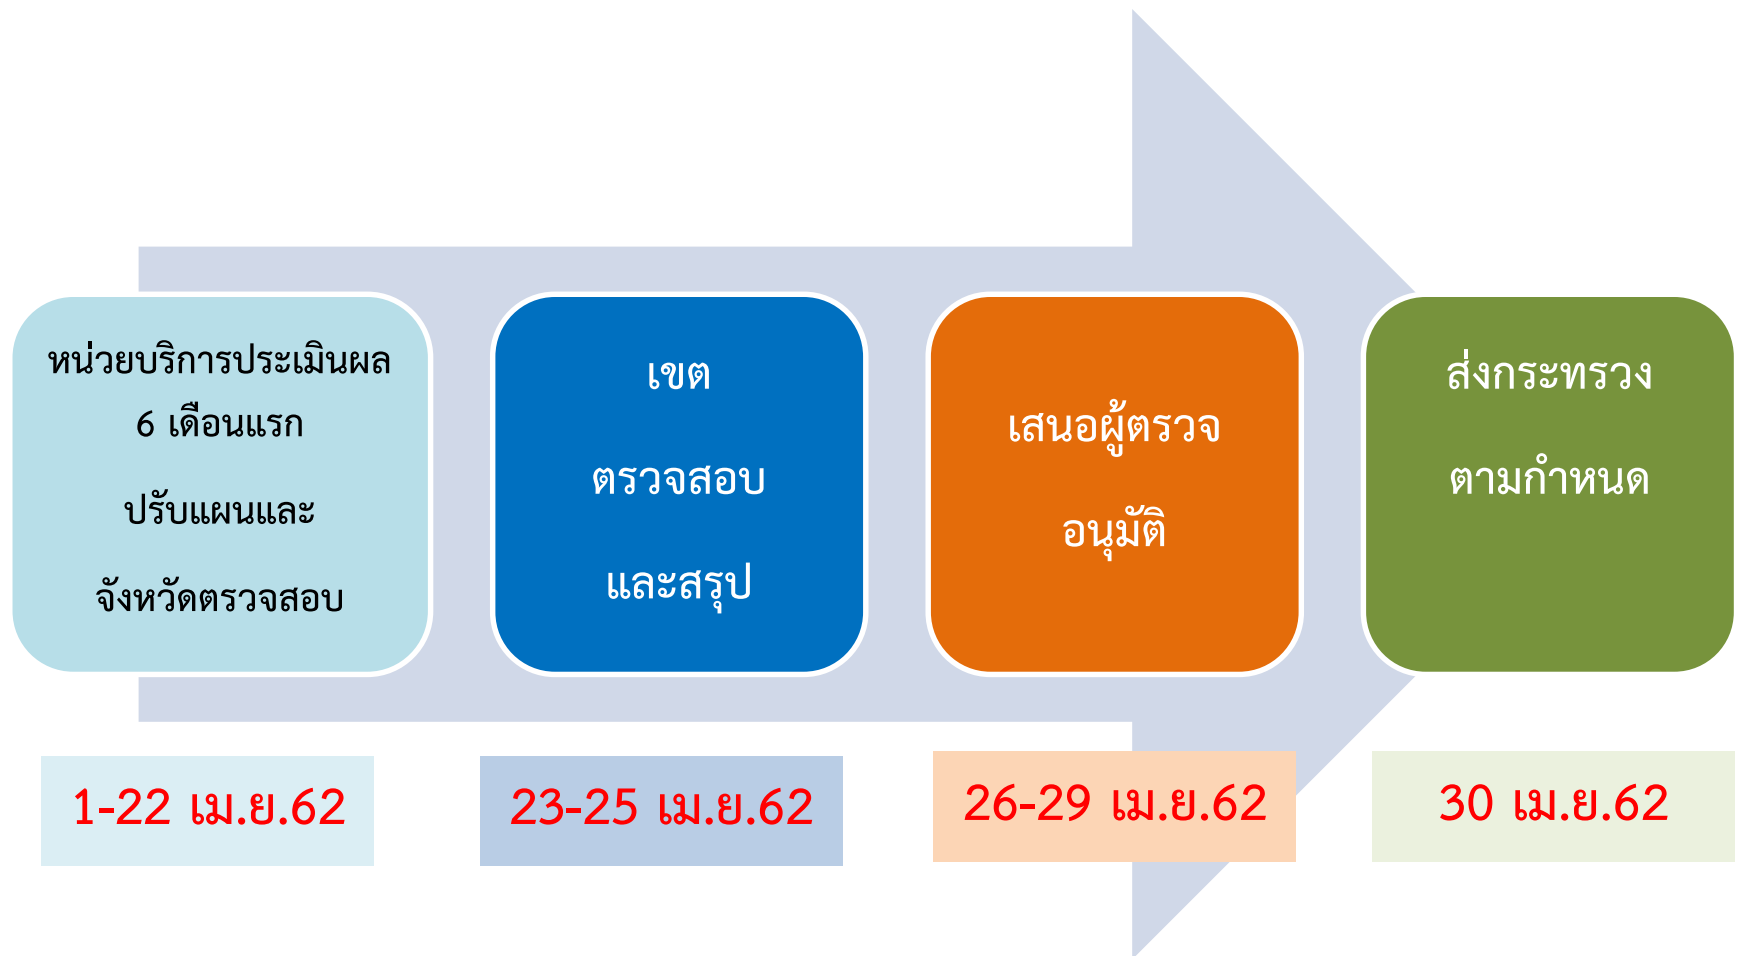 หน่วยบริการประเมินผล
6 เดือนแรก
ปรับแผนและ
จังหวัดตรวจสอบ
เขต
ตรวจสอบ
และสรุป
เสนอผู้ตรวจ
อนุมัติ
ส่งกระทรวง
ตามกำหนด
1-22 เม.ย.62
23-25 เม.ย.62
26-29 เม.ย.62
30 เม.ย.62